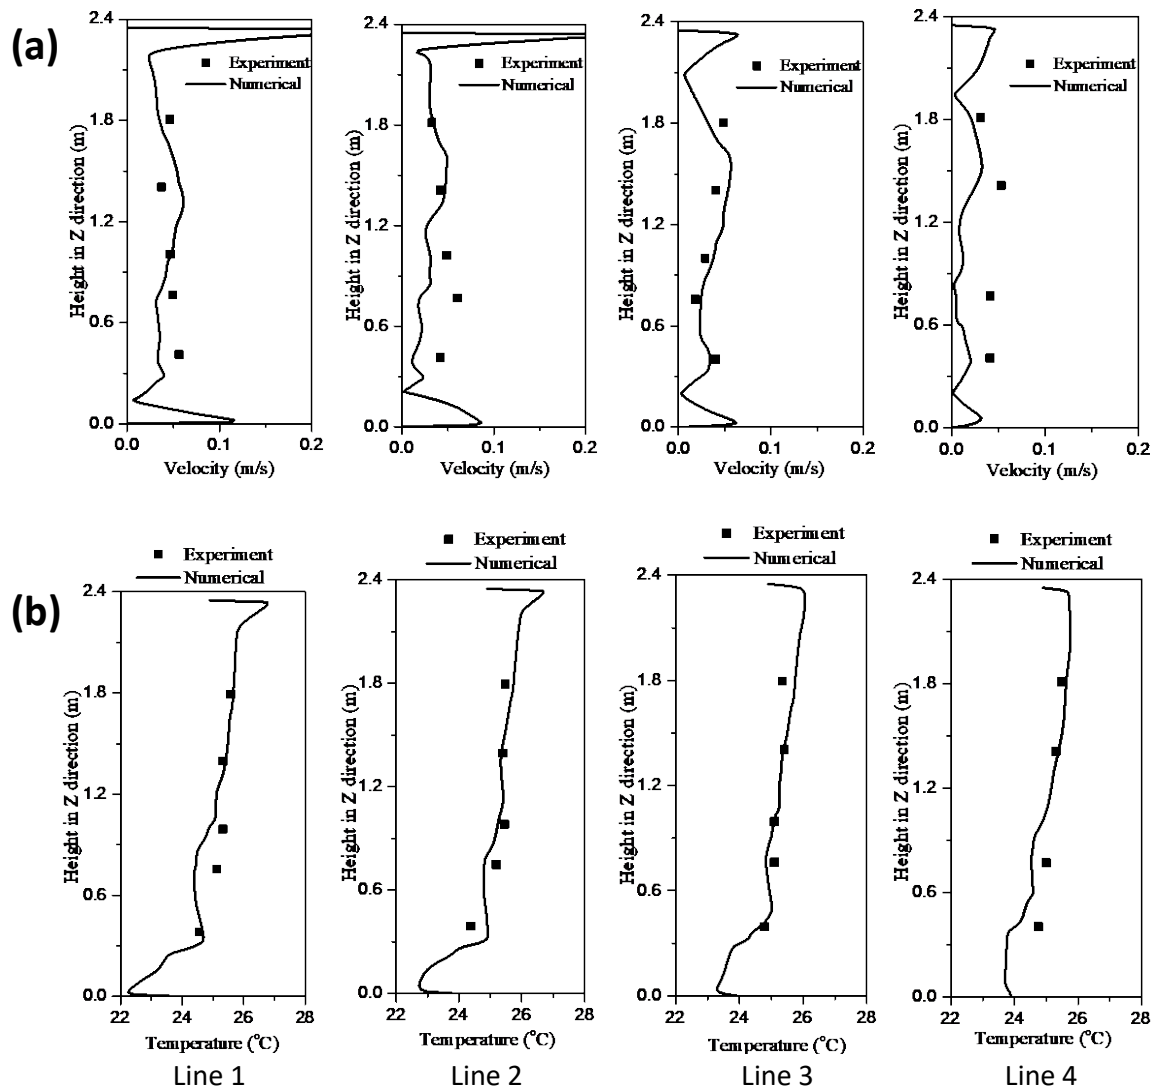 (a)
2.4
1.8
1.2
0.6
0.0
Height in Z direction (m)
Experiment
Numerical
0.0 0.1 0.2
Velocity (m/s)
2.4
1.8
1.2
0.6
0.0
Height in Z direction (m)
Experiment
Numerical
0.0 0.1 0.2
Velocity (m/s)
2.4
1.8
1.2
0.6
0.0
Height in Z direction (m)
Experiment
Numerical
0.0 0.1 0.2
Velocity (m/s)
2.4
1.8
1.2
0.6
0.0
Height in Z direction (m)
Experiment
Numerical
0.0 0.1 0.2
Velocity (m/s)
(b)
Experiment
Numerical
2.4
1.8
1.2
0.6
0.0
Height in Z direction (m)
22 24 26 28
Temperature (°C)
Line 1
Experiment
Numerical
2.4
1.8
1.2
0.6
0.0
Height in Z direction (m)
22 24 26 28
Temperature (°C)
Line 2
Experiment
Numerical
2.4
1.8
1.2
0.6
0.0
Height in Z direction (m)
22 24 26 28
Temperature (°C)
Line 3
Experiment
Numerical
2.4
1.8
1.2
0.6
0.0
Height in Z direction (m)
22 24 26 28
Temperature (°C)
Line 4